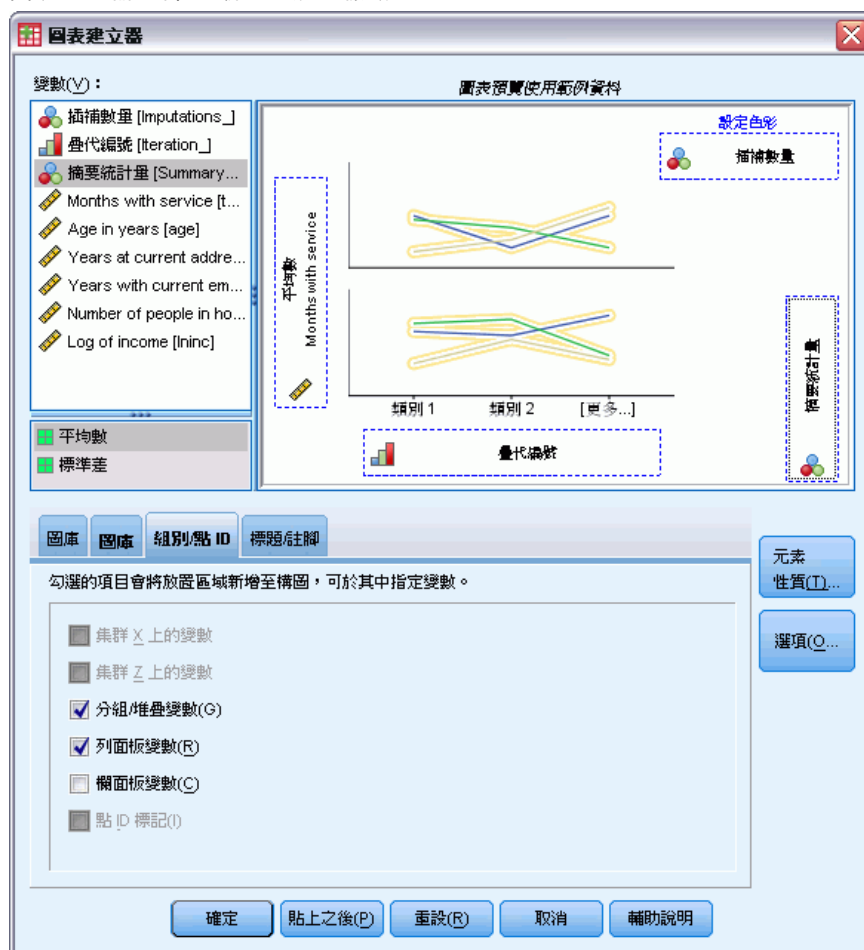 圖表建立器
變數(V)：
圖表預覽使用範例資料
插補數量 [Imputations_]
疊代編號 [Iteration_]
摘要統計量 [Summary...
Months with service [t...
Age in years [age]
Years at current addre...
Years with current em...
Number of people in ho...
Log of income [lninc]
平均數
標準差
設定色彩
插補數量
平均數
Months with service
類別 1
類別 2
[更多...]
疊代編號
摘要統計量
圖庫
圖庫
組別/點 ID
標題/註腳
勾選的項目會將放置區域新增至構圖，可於其中指定變數。
集群 X 上的變數
集群 Z 上的變數
分組/堆疊變數(G)
列面板變數(R)
欄面板變數(C)
點 ID 標記(I)
元素
性質(T)...
選項(O...
確定
貼上之後(P)
重設(R)
取消
輔助說明